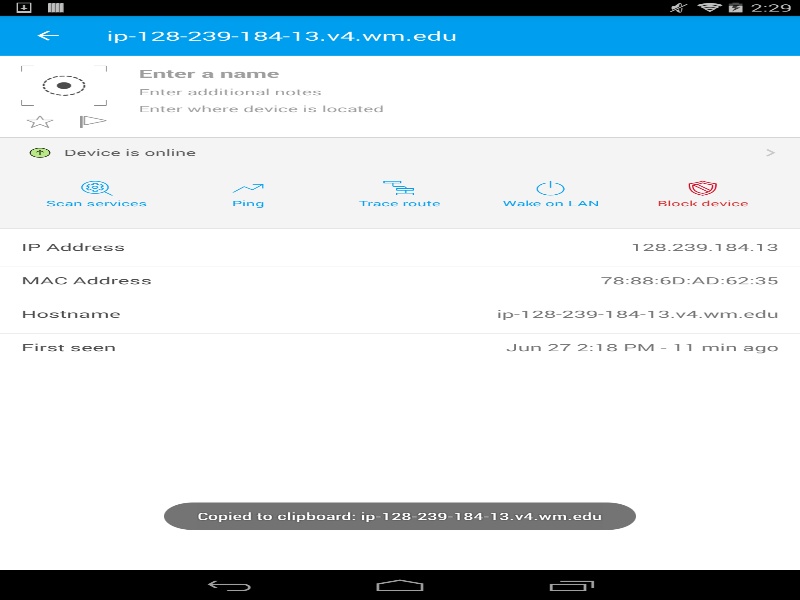 2:29
ip-128-239-184-13.v4.wm.edu
Enter a name
Enter additional notes
Enter where device is located
Device is online
Scan services Ping Trace route Wake on LAN Block device
IP Address 128.239.184.13
MAC Address 78:88:6D:AD:62:35
Hostname ip-128-239-184-13.v4.wm.edu
First seen Jun 27 2:18 PM - 11 min ago
Copied to clipboard: ip-128-239-184-13.v4.wm.edu